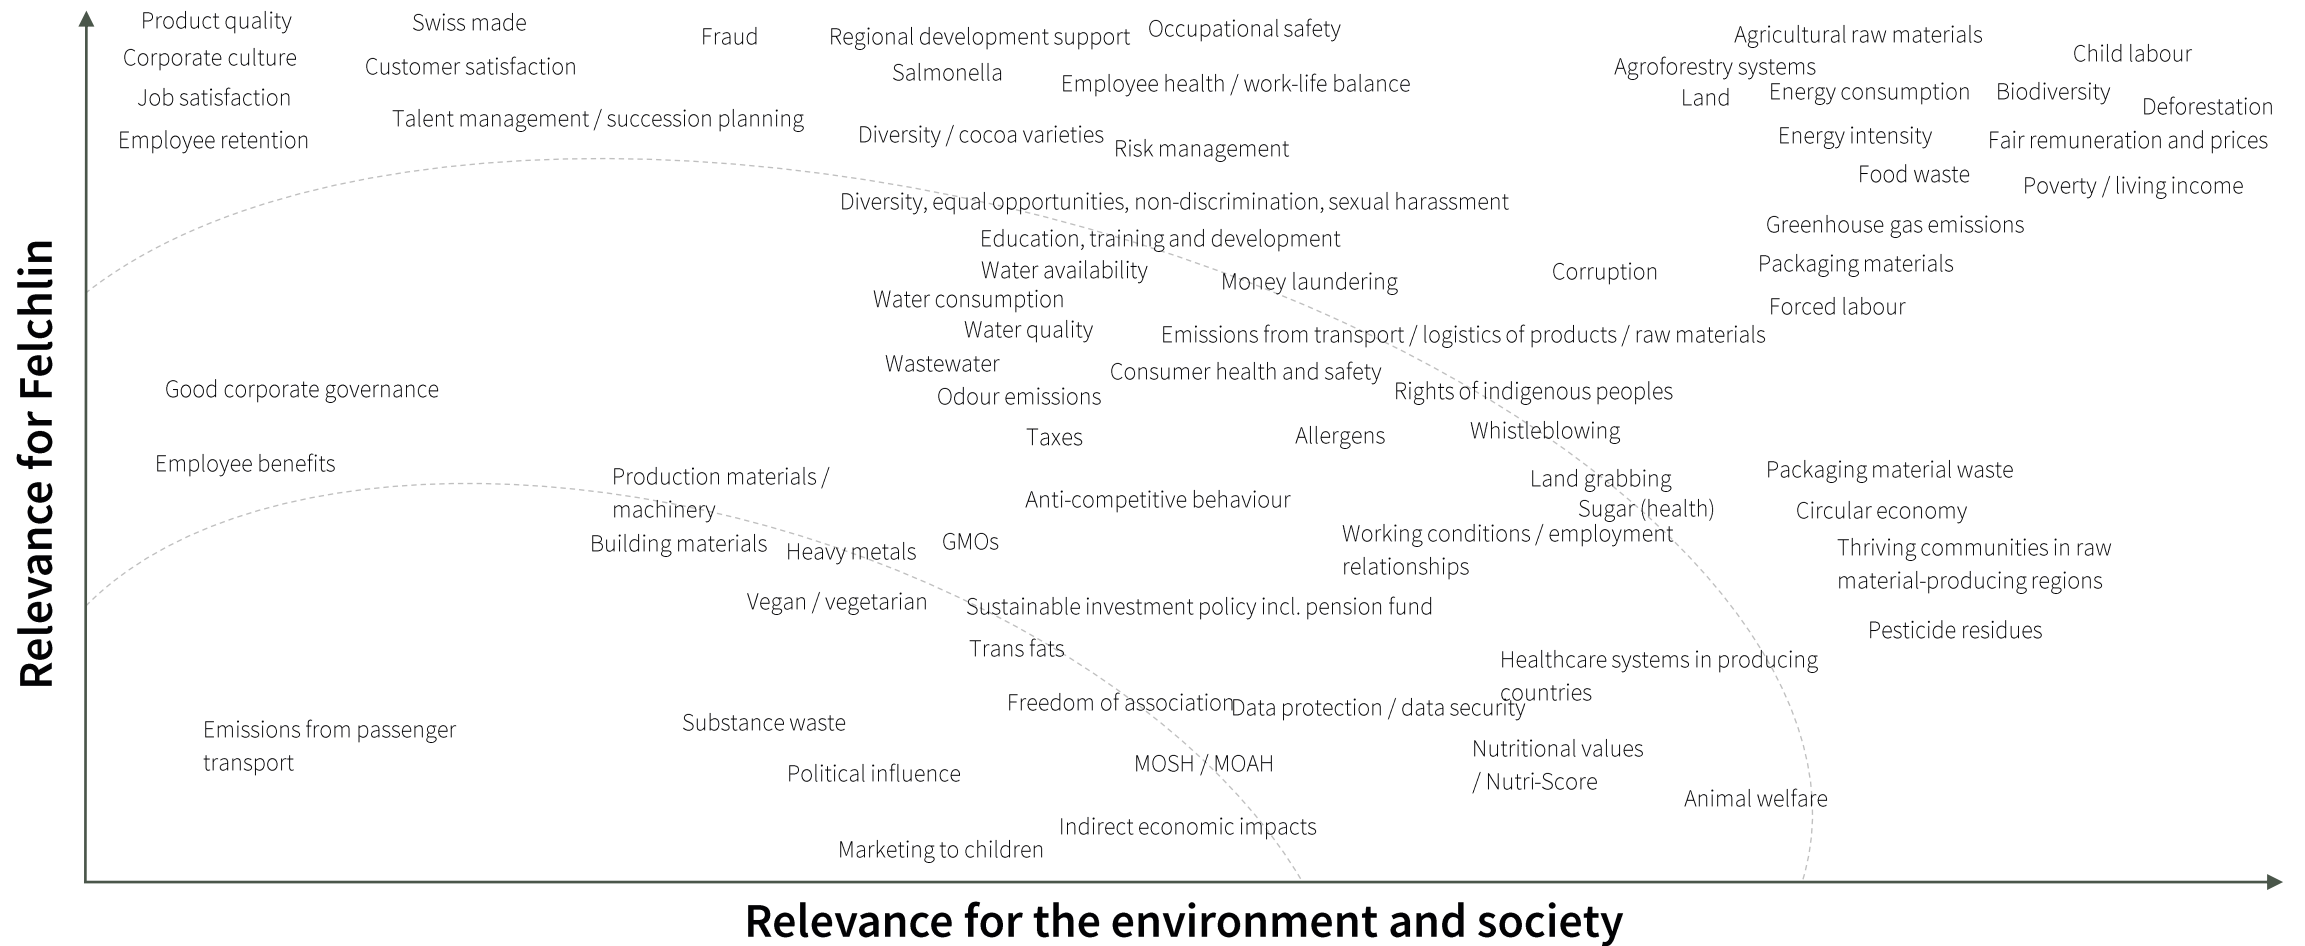 Product quality
Swiss made
Fraud
Regional development support
Occupational safety
Agricultural raw materials
Child labour
Corporate culture
Customer satisfaction
Salmonella
Employee health / work-life balance
Agroforestry systems
Land
Energy consumption
Biodiversity
Deforestation
Job satisfaction
Talent management / succession planning
Diversity / cocoa varieties
Risk management
Energy intensity
Fair remuneration and prices
Employee retention
Food waste
Poverty / living income
Diversity, equal opportunities, non-discrimination, sexual harassment
Greenhouse gas emissions
Education, training and development
Water availability
Money laundering
Corruption
Packaging materials
Water consumption
Forced labour
Water quality
Emissions from transport / logistics of products / raw materials
Wastewater
Consumer health and safety
Good corporate governance
Odour emissions
Rights of indigenous peoples
Taxes
Allergens
Whistleblowing
Employee benefits
Production materials /
machinery
Land grabbing
Packaging material waste
Anti-competitive behaviour
Sugar (health)
Circular economy
Building materials
Heavy metals
GMOs
Working conditions / employment
relationships
Thriving communities in raw
material-producing regions
Vegan / vegetarian
Sustainable investment policy incl. pension fund
Pesticide residues
Trans fats
Healthcare systems in producing
countries
Freedom of association
Data protection / data security
Emissions from passenger
transport
Substance waste
Political influence
MOSH / MOAH
Nutritional values
/ Nutri-Score
Animal welfare
Indirect economic impacts
Marketing to children
Relevance for Felchlin
Relevance for the environment and society